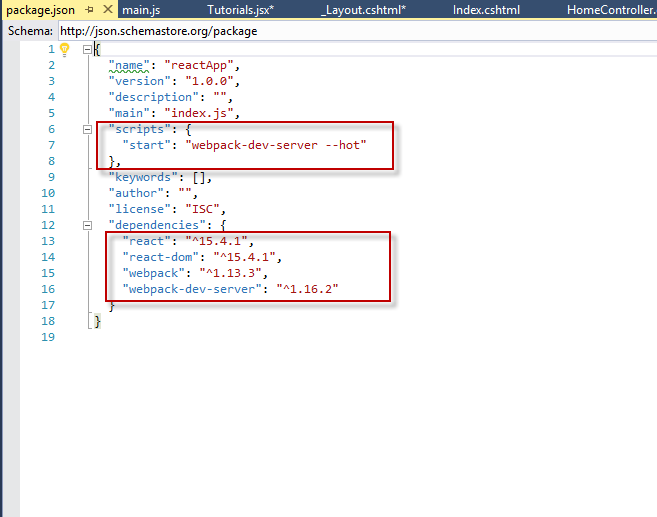 package.json main.js Tutorials.jsx* _Layout.cshtml* Index.cshtml HomeController.
Schema: http://json.schemastore.org/package
1 {
2 "name": "reactApp",
3 "version": "1.0.0",
4 "description": "",
5 "main": "index.js",
6 "scripts": {
7 "start": "webpack-dev-server --hot"
8 },
9 "keywords": [],
10 "author": "",
11 "license": "ISC",
12 "dependencies": {
13 "react": "^15.4.1",
14 "react-dom": "^15.4.1",
15 "webpack": "^1.13.3",
16 "webpack-dev-server": "^1.16.2"
17 }
18 }
19